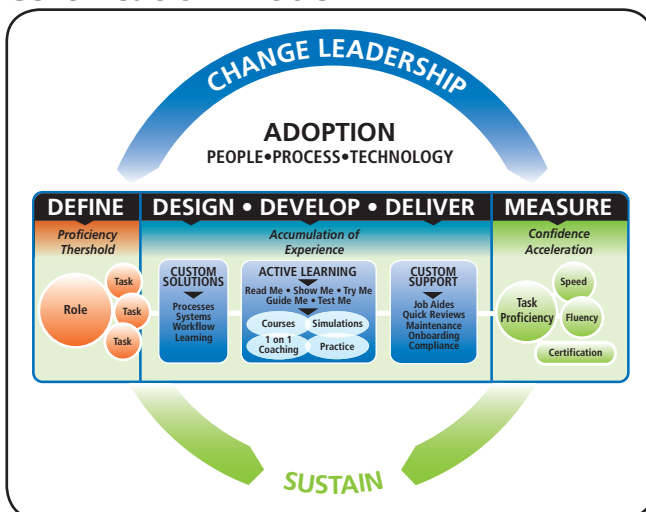 CHANGE LEADERSHIP
ADOPTION
PEOPLE•PROCESS•TECHNOLOGY
DEFINE
DESIGN • DEVELOP • DELIVER
MEASURE
Proficiency
Thershold
Accumulation of
Experience
Confidence
Acceleration
Role
Task
Task
Task
CUSTOM
SOLUTIONS
Processes
Systems
Workflow
Learning
ACTIVE LEARNING
Read Me • Show Me • Try Me
Guide Me • Test Me
Courses
Simulations
1 on 1
Coaching
Practice
CUSTOM
SUPPORT
Job Aides
Quick Reviews
Maintenance
Onboarding
Compliance
Task
Proficiency
Speed
Fluency
Certification
SUSTAIN